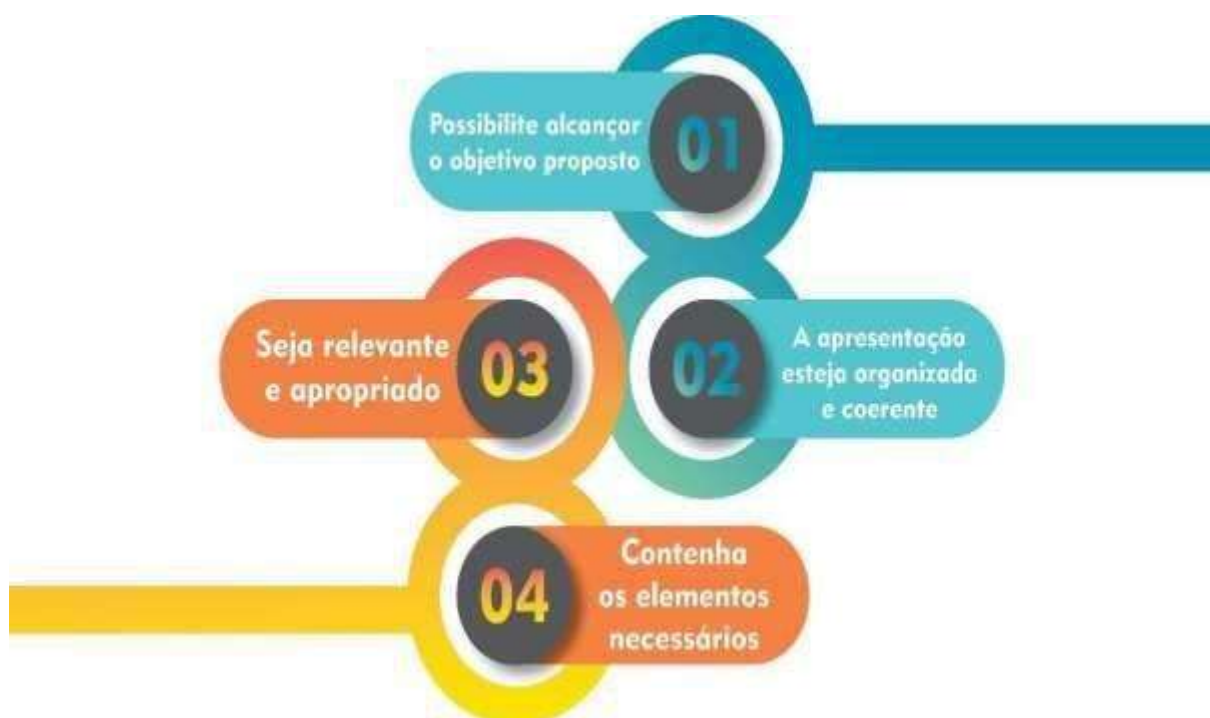 Possibilite alcançar
o objetivo proposto
01
02
A apresentação
esteja organizada
e coerente
Seja relevante
e apropriado
03
04
Contenha
os elementos
necessários